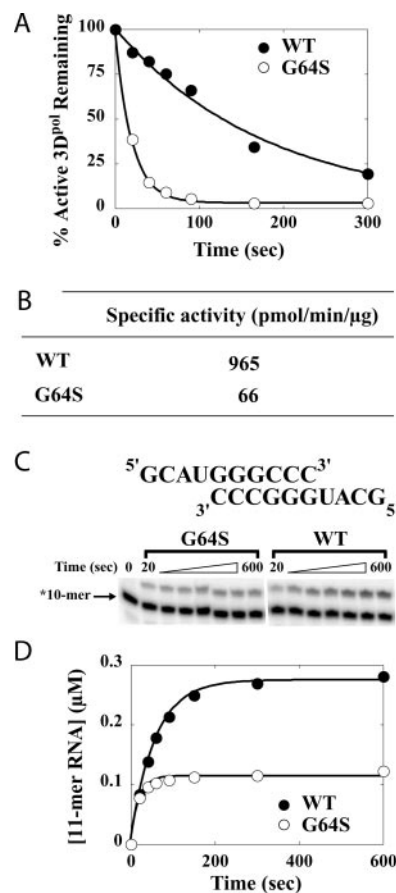 A
% Active 3Dpol Remaining
100
75
50
25
0
WT
G64S
0 100 200 300
Time (sec)
B
Specific activity (pmol/min/µg)
WT 965
G64S 66
C
5'GCAUGGGCCC3'
3'CCCGGGUACG5
G64S WT
Time (sec) 0 20 600 20 600
*10-mer
D
[11-mer RNA] (µM)
0.3
0.2
0.1
0
WT
G64S
0 200 400 600
Time (sec)